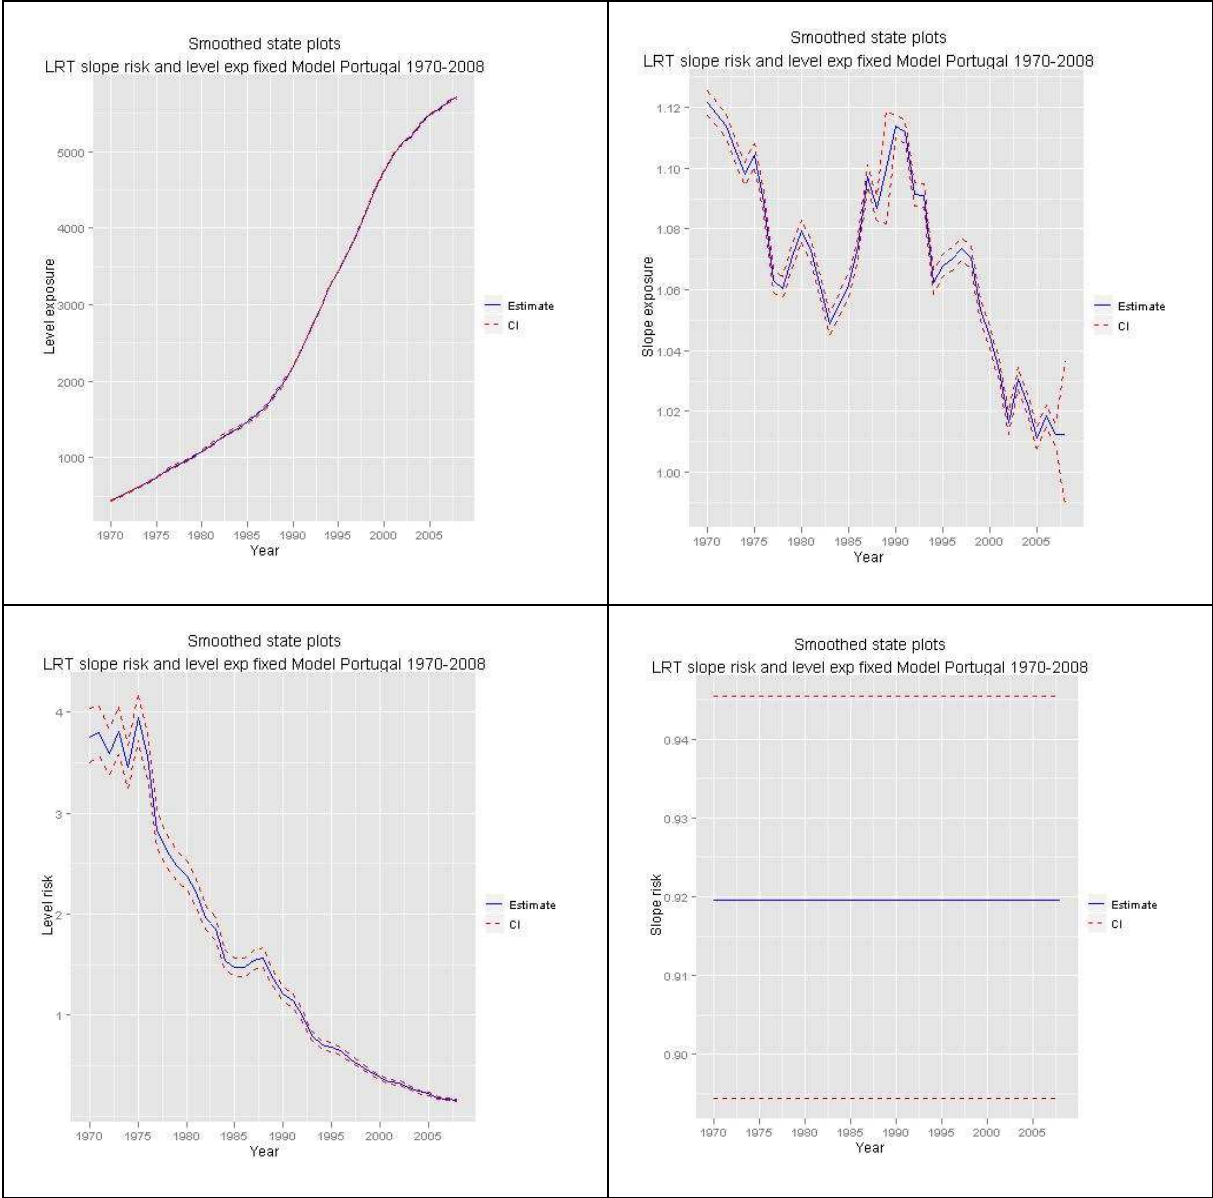 Smoothed state plots
LRT slope risk and level exp fixed Model Portugal 1970-2008
Level exposure
5000
4000
3000
2000
1000
1970 1975 1980 1985 1990 1995 2000 2005
Year
Estimate
CI
Smoothed state plots
LRT slope risk and level exp fixed Model Portugal 1970-2008
Slope exposure
1.12
1.10
1.08
1.06
1.04
1.02
1.00
1970 1975 1980 1985 1990 1995 2000 2005
Year
Estimate
CI
Smoothed state plots
LRT slope risk and level exp fixed Model Portugal 1970-2008
Level risk
4
3
2
1
1970 1975 1980 1985 1990 1995 2000 2005
Year
Estimate
CI
Smoothed state plots
LRT slope risk and level exp fixed Model Portugal 1970-2008
Slope risk
0.94
0.93
0.92
0.91
0.90
1970 1975 1980 1985 1990 1995 2000 2005
Year
Estimate
CI